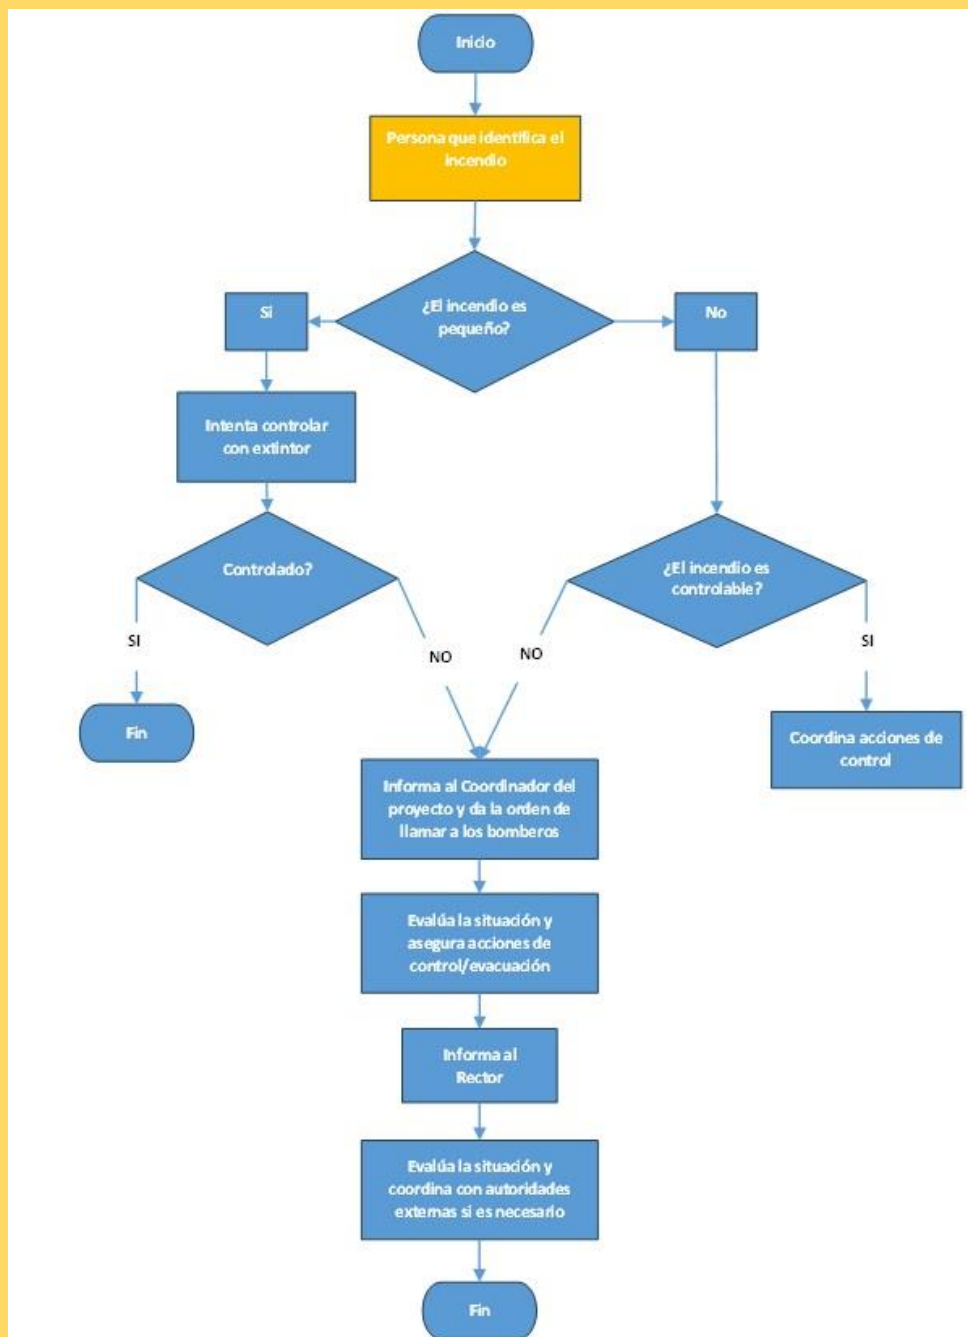 Inicio
Persona que identifica el
incendio
¿El incendio es
pequeño?
Si
No
Intenta controlar
con extintor
Controlado?
¿El incendio es
controlable?
SI
NO
NO
SI
Fin
Coordina acciones de
control
Informa al Coordinador del
proyecto y da la orden de
llamar a los bomberos
Evalúa la situación y
asegura acciones de
control/evacuación
Informa al
Rector
Evalúa la situación y
coordina con autoridades
externas si es necesario
Fin